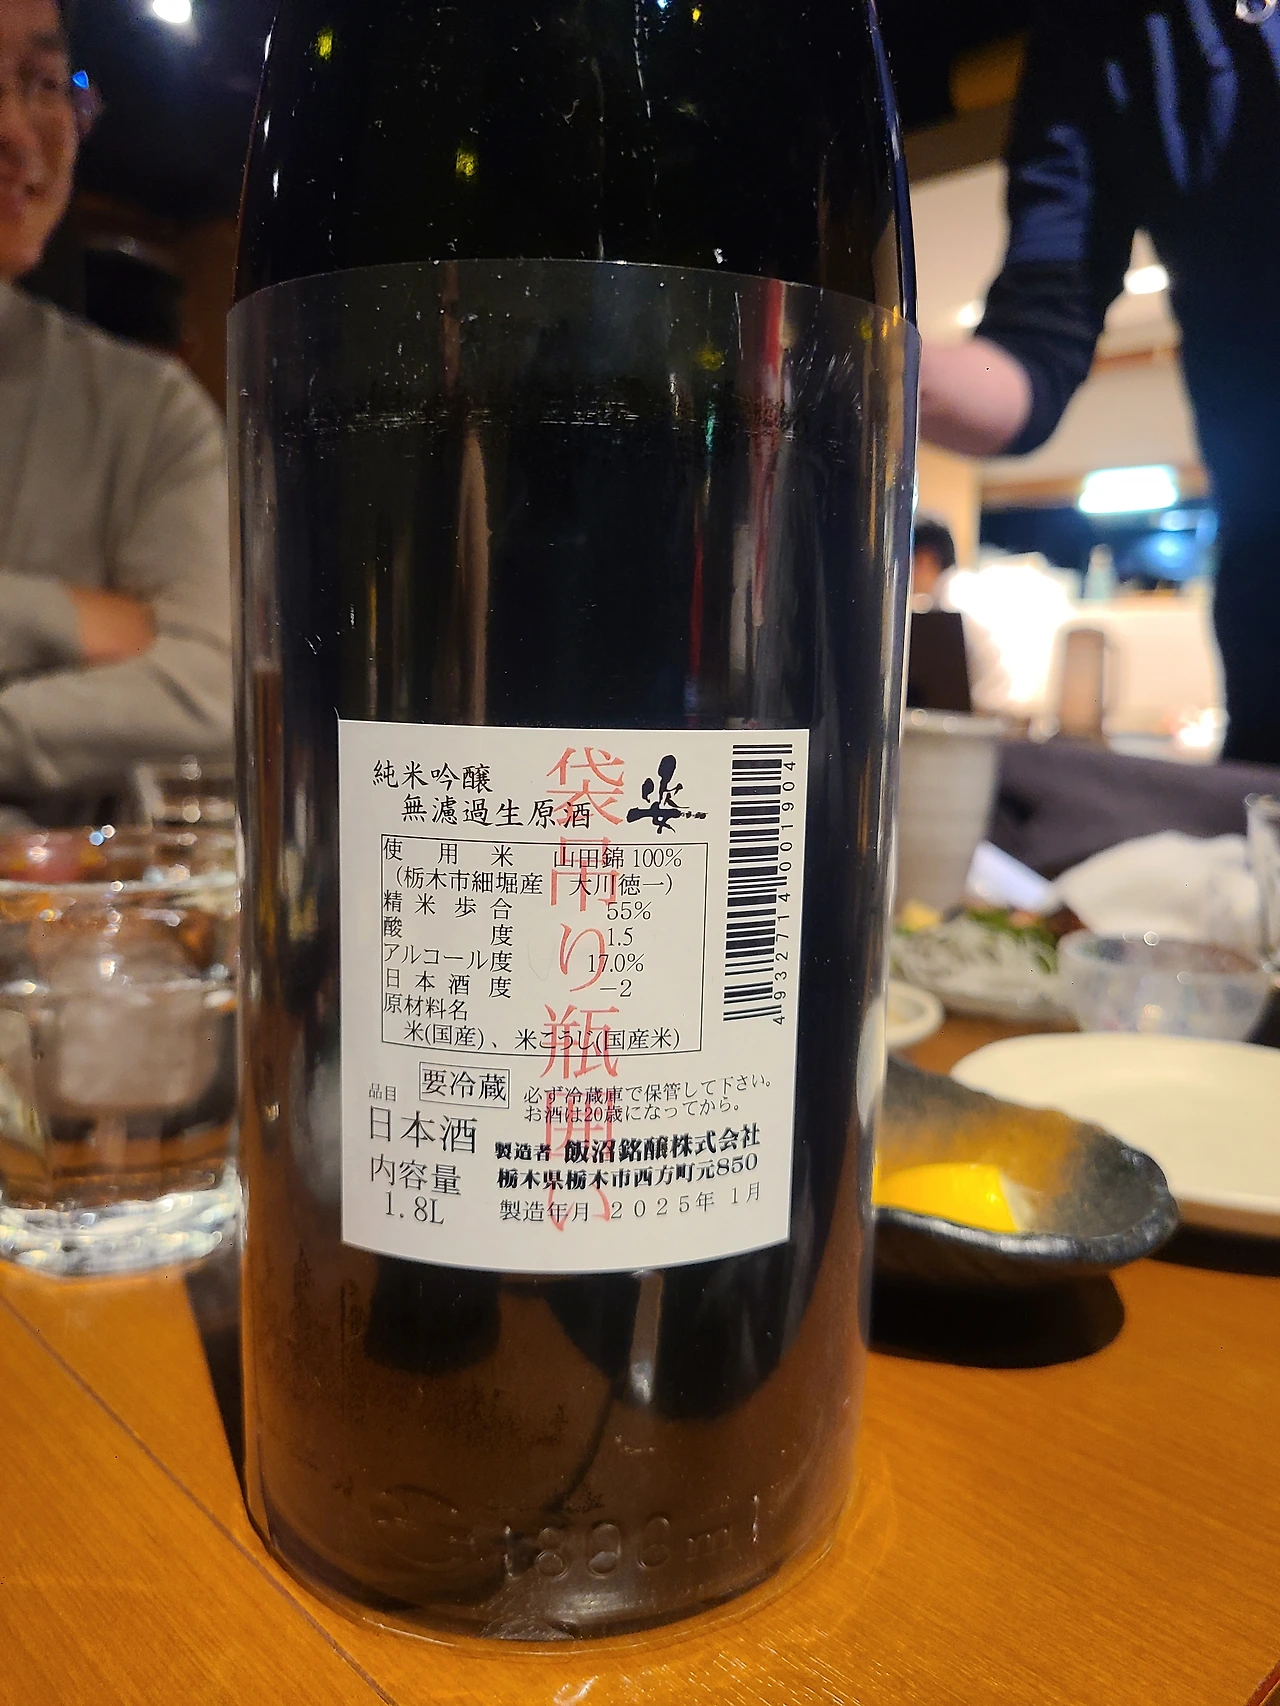 純米吟醸
無濾過生原酒
姿
袋吊り瓶囲い
使用米 山田錦100%
（栃木市細堀産 大川徳一）
精米歩合 55%
酸度 1.5
アルコール度 17.0%
日本酒度 −2
原材料名
米(国産)、米こうじ(国産米)
要冷蔵
必ず冷蔵庫で保管して下さい。
お酒は20歳になってから。
品目
日本酒
内容量
1.8L
製造者 飯沼銘醸株式会社
栃木県栃木市西方町元850
製造年月 2025年 1月
4932714001904
1800ml